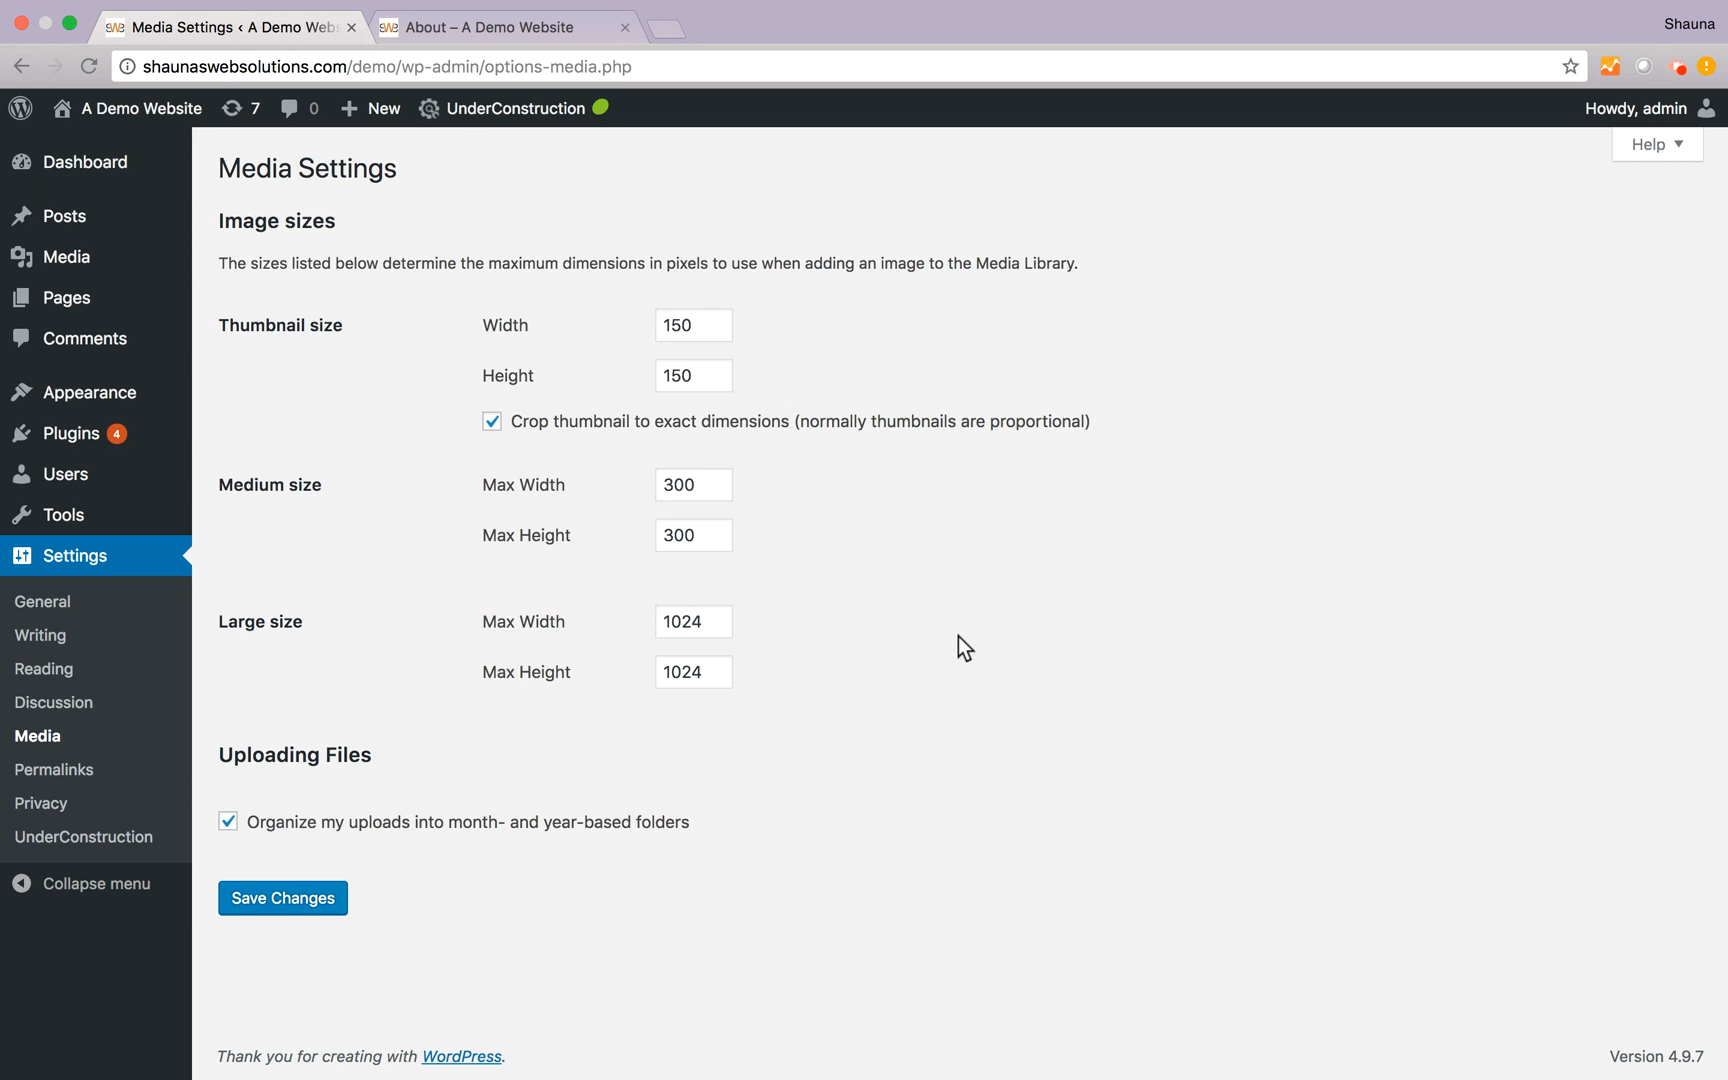 Media Settings ‹ A Demo Web
About – A Demo Website
Shauna
shaunaswebsolutions.com/demo/wp-admin/options-media.php
A Demo Website
7
0
New
UnderConstruction
Howdy, admin
Help
Dashboard
Posts
Media
Pages
Comments
Appearance
Plugins 4
Users
Tools
Settings
General
Writing
Reading
Discussion
Media
Permalinks
Privacy
UnderConstruction
Collapse menu
Media Settings
Image sizes
The sizes listed below determine the maximum dimensions in pixels to use when adding an image to the Media Library.
Thumbnail size Width 150
Height 150
Crop thumbnail to exact dimensions (normally thumbnails are proportional)
Medium size Max Width 300
Max Height 300
Large size Max Width 1024
Max Height 1024
Uploading Files
Organize my uploads into month- and year-based folders
Save Changes
Thank you for creating with WordPress.
Version 4.9.7